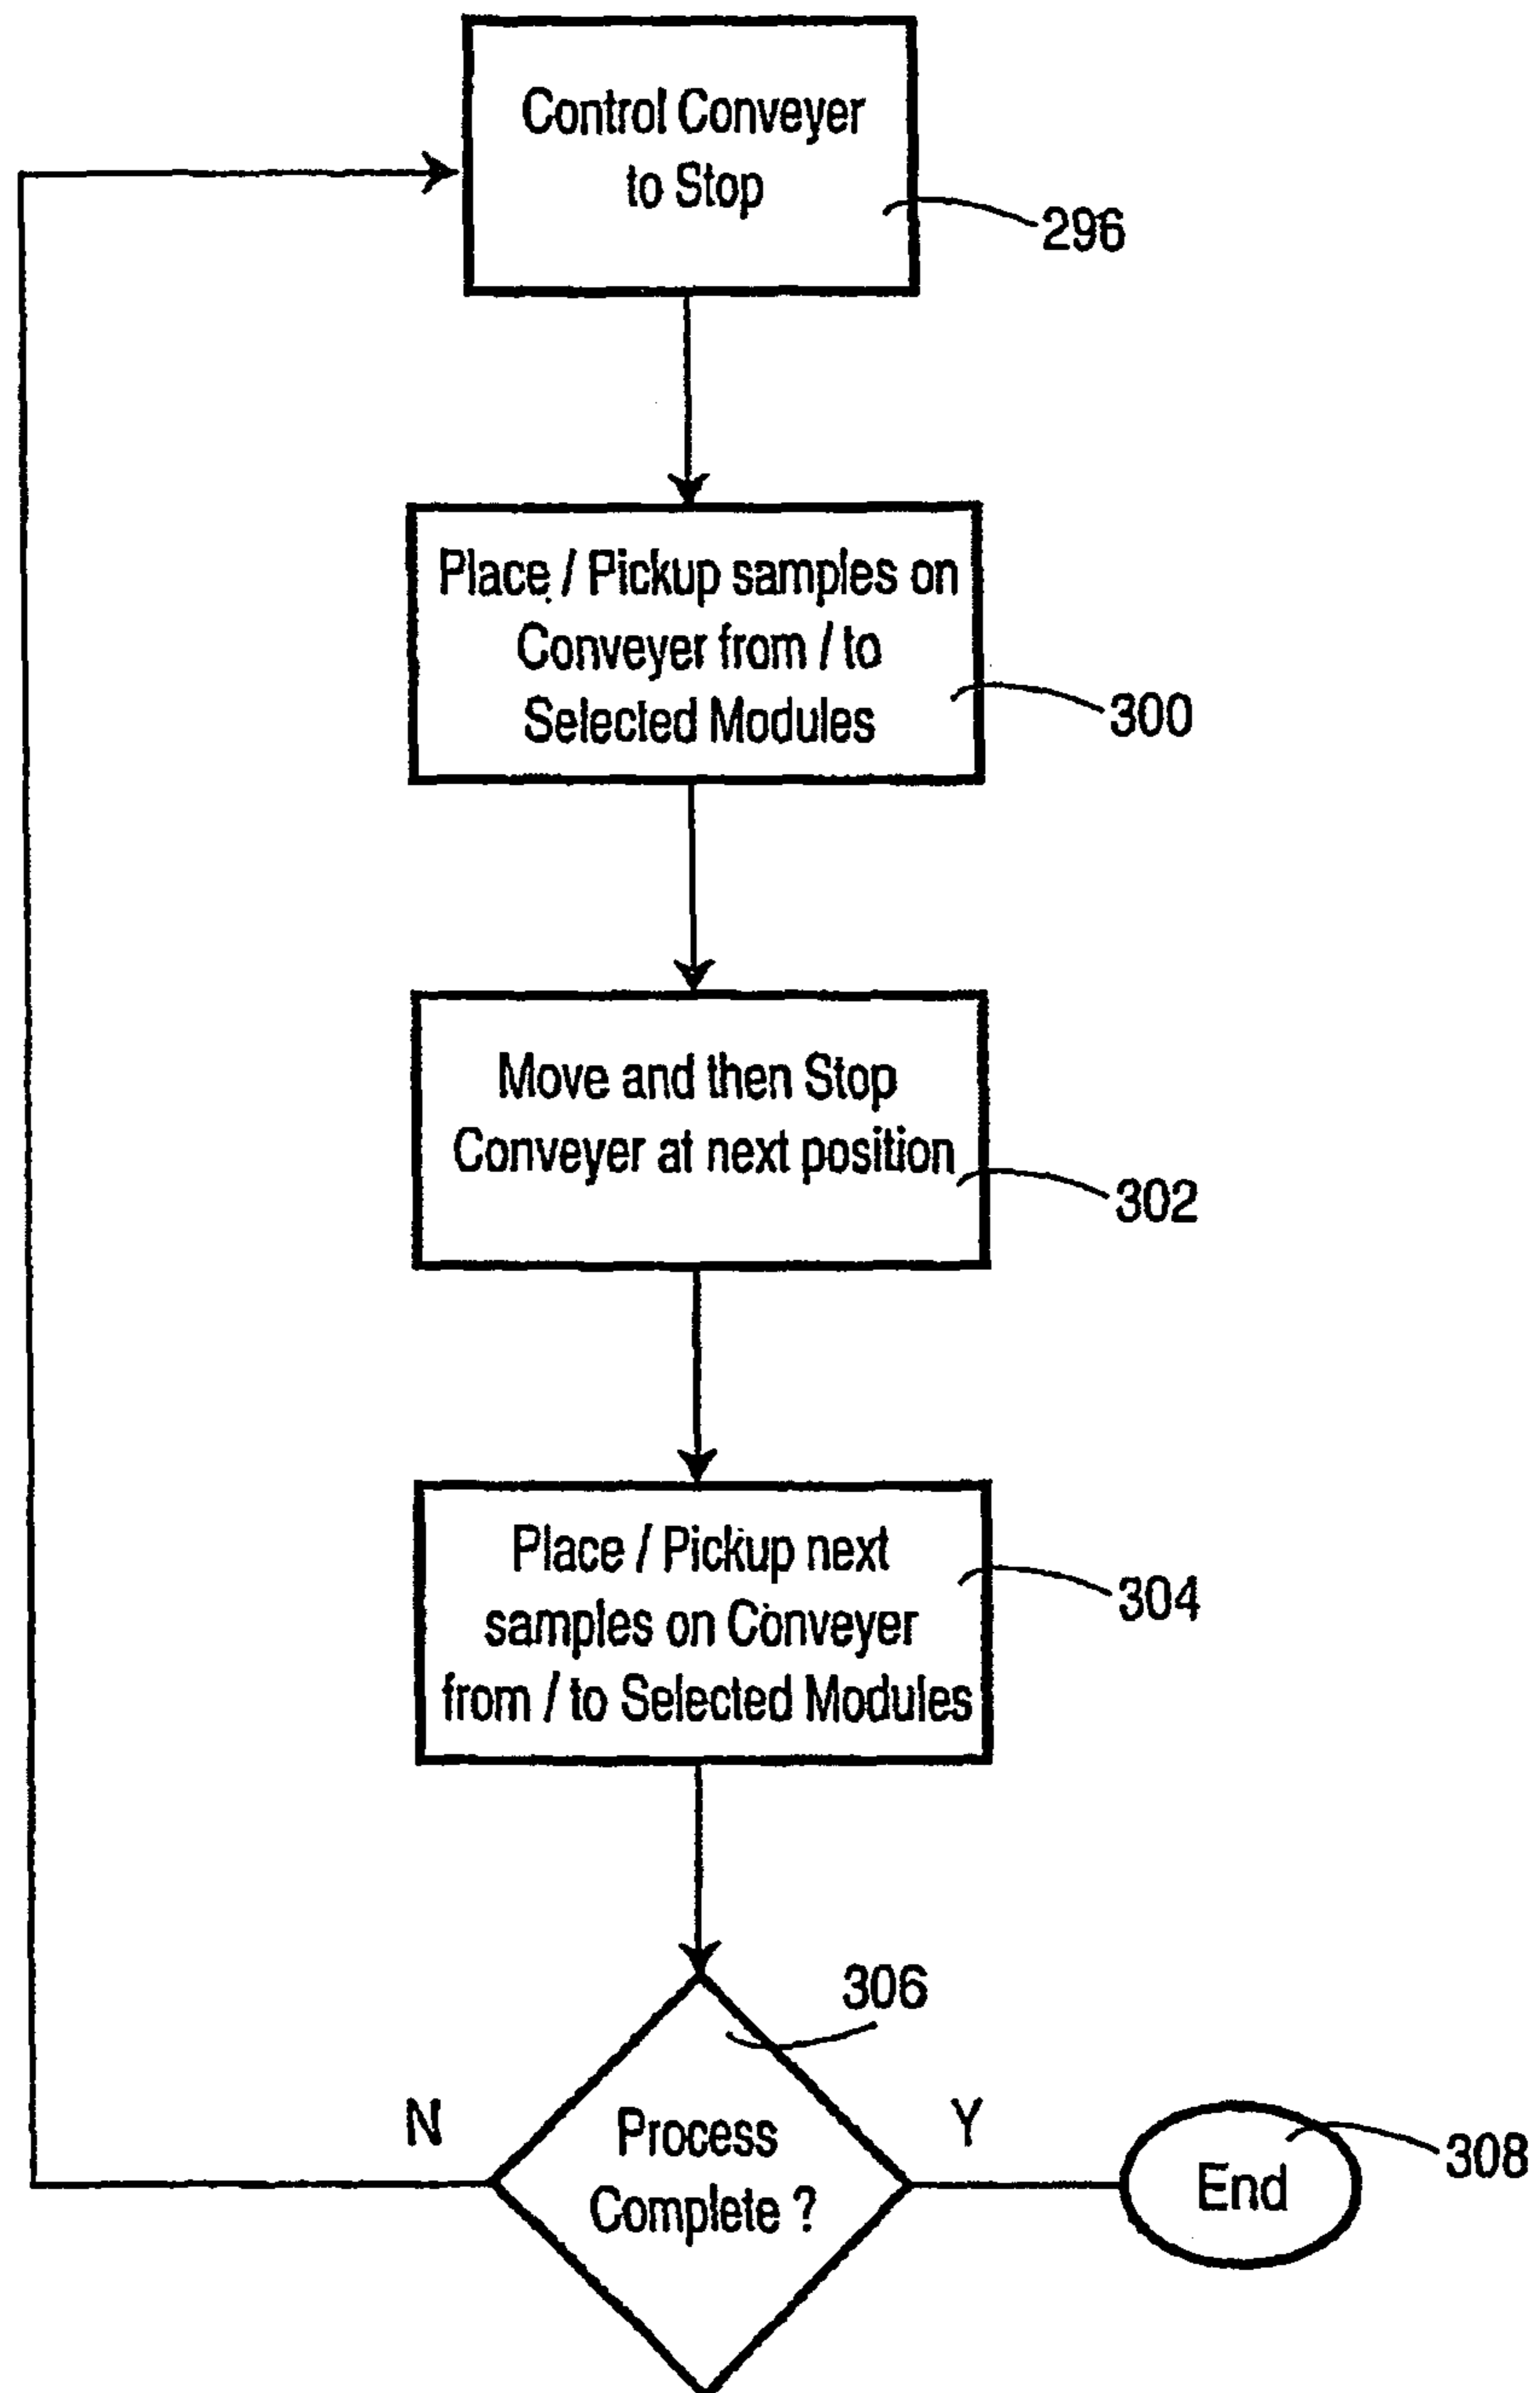 Control Conveyer
to Stop
296
Place / Pickup samples on
Conveyer from / to
Selected Modules
300
Move and then Stop
Conveyer at next position
302
Place / Pickup next
samples on Conveyer
from / to Selected Modules
304
306
N
Process
Complete ?
Y
End
308